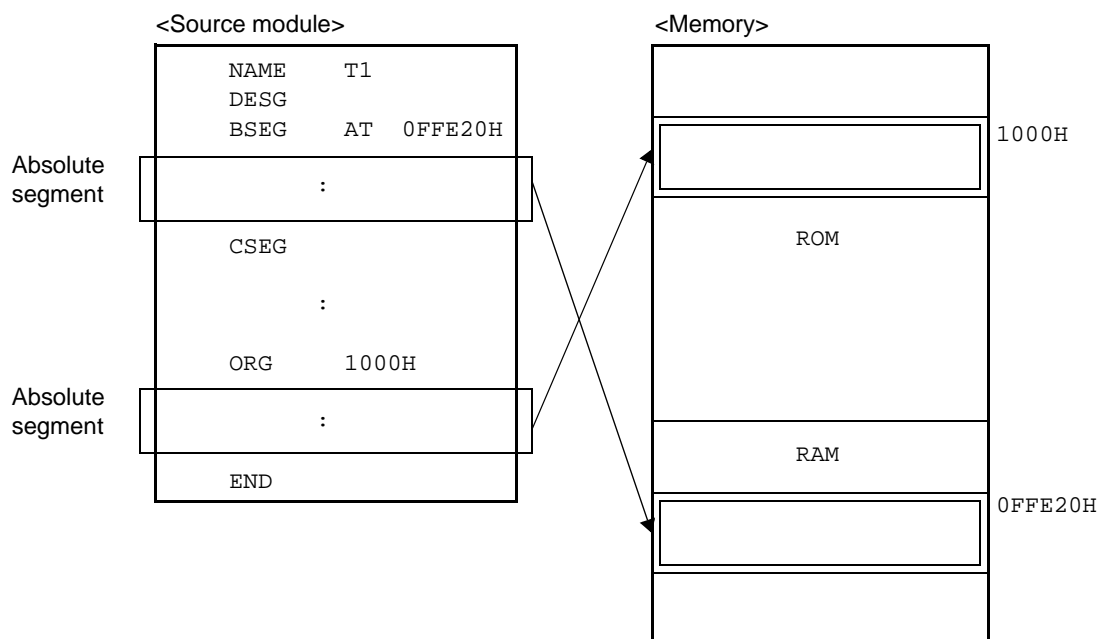 <Source module>
NAME T1
DESG
BSEG AT 0FFE20H
Absolute
segment
:
CSEG
:
ORG 1000H
Absolute
segment
:
END
<Memory>
1000H
ROM
RAM
0FFE20H